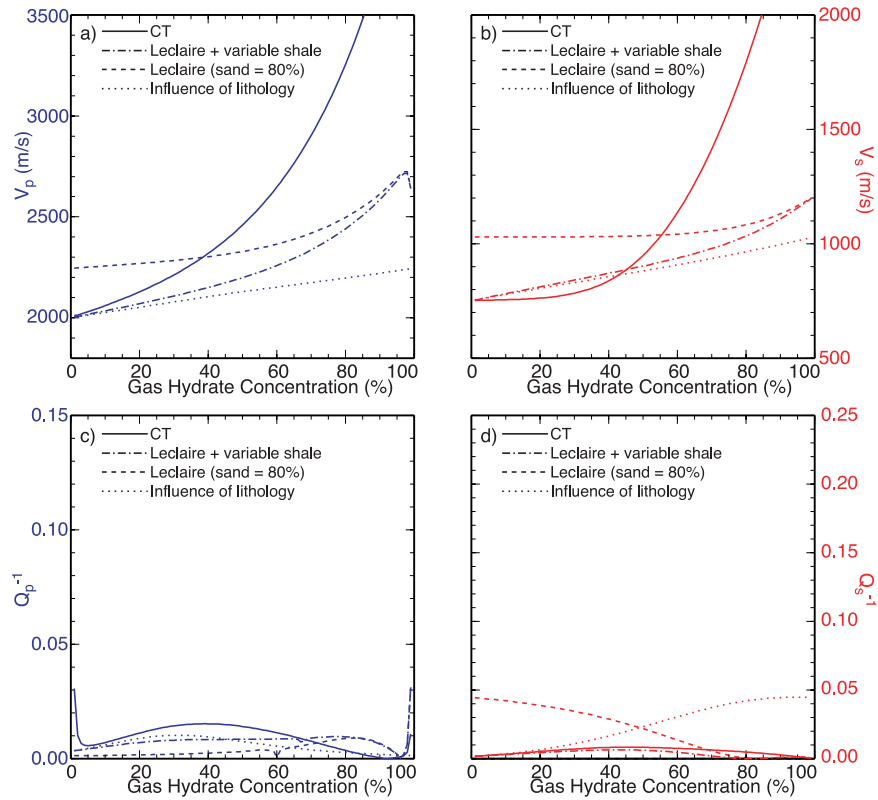 a)
CT
Leclaire + variable shale
Leclaire (sand = 80%)
Influence of lithology
3500
3000
2500
2000
Vp (m/s)
0 20 40 60 80 100
Gas Hydrate Concentration (%)
b)
CT
Leclaire + variable shale
Leclaire (sand = 80%)
Influence of lithology
2000
1500
1000
500
Vs (m/s)
0 20 40 60 80 100
Gas Hydrate Concentration (%)
c)
CT
Leclaire + variable shale
Leclaire (sand = 80%)
Influence of lithology
0.15
0.10
0.05
0.00
Qp-1
0 20 40 60 80 100
Gas Hydrate Concentration (%)
d)
CT
Leclaire + variable shale
Leclaire (sand = 80%)
Influence of lithology
0.25
0.20
0.15
0.10
0.05
0.00
Qs-1
0 20 40 60 80 100
Gas Hydrate Concentration (%)